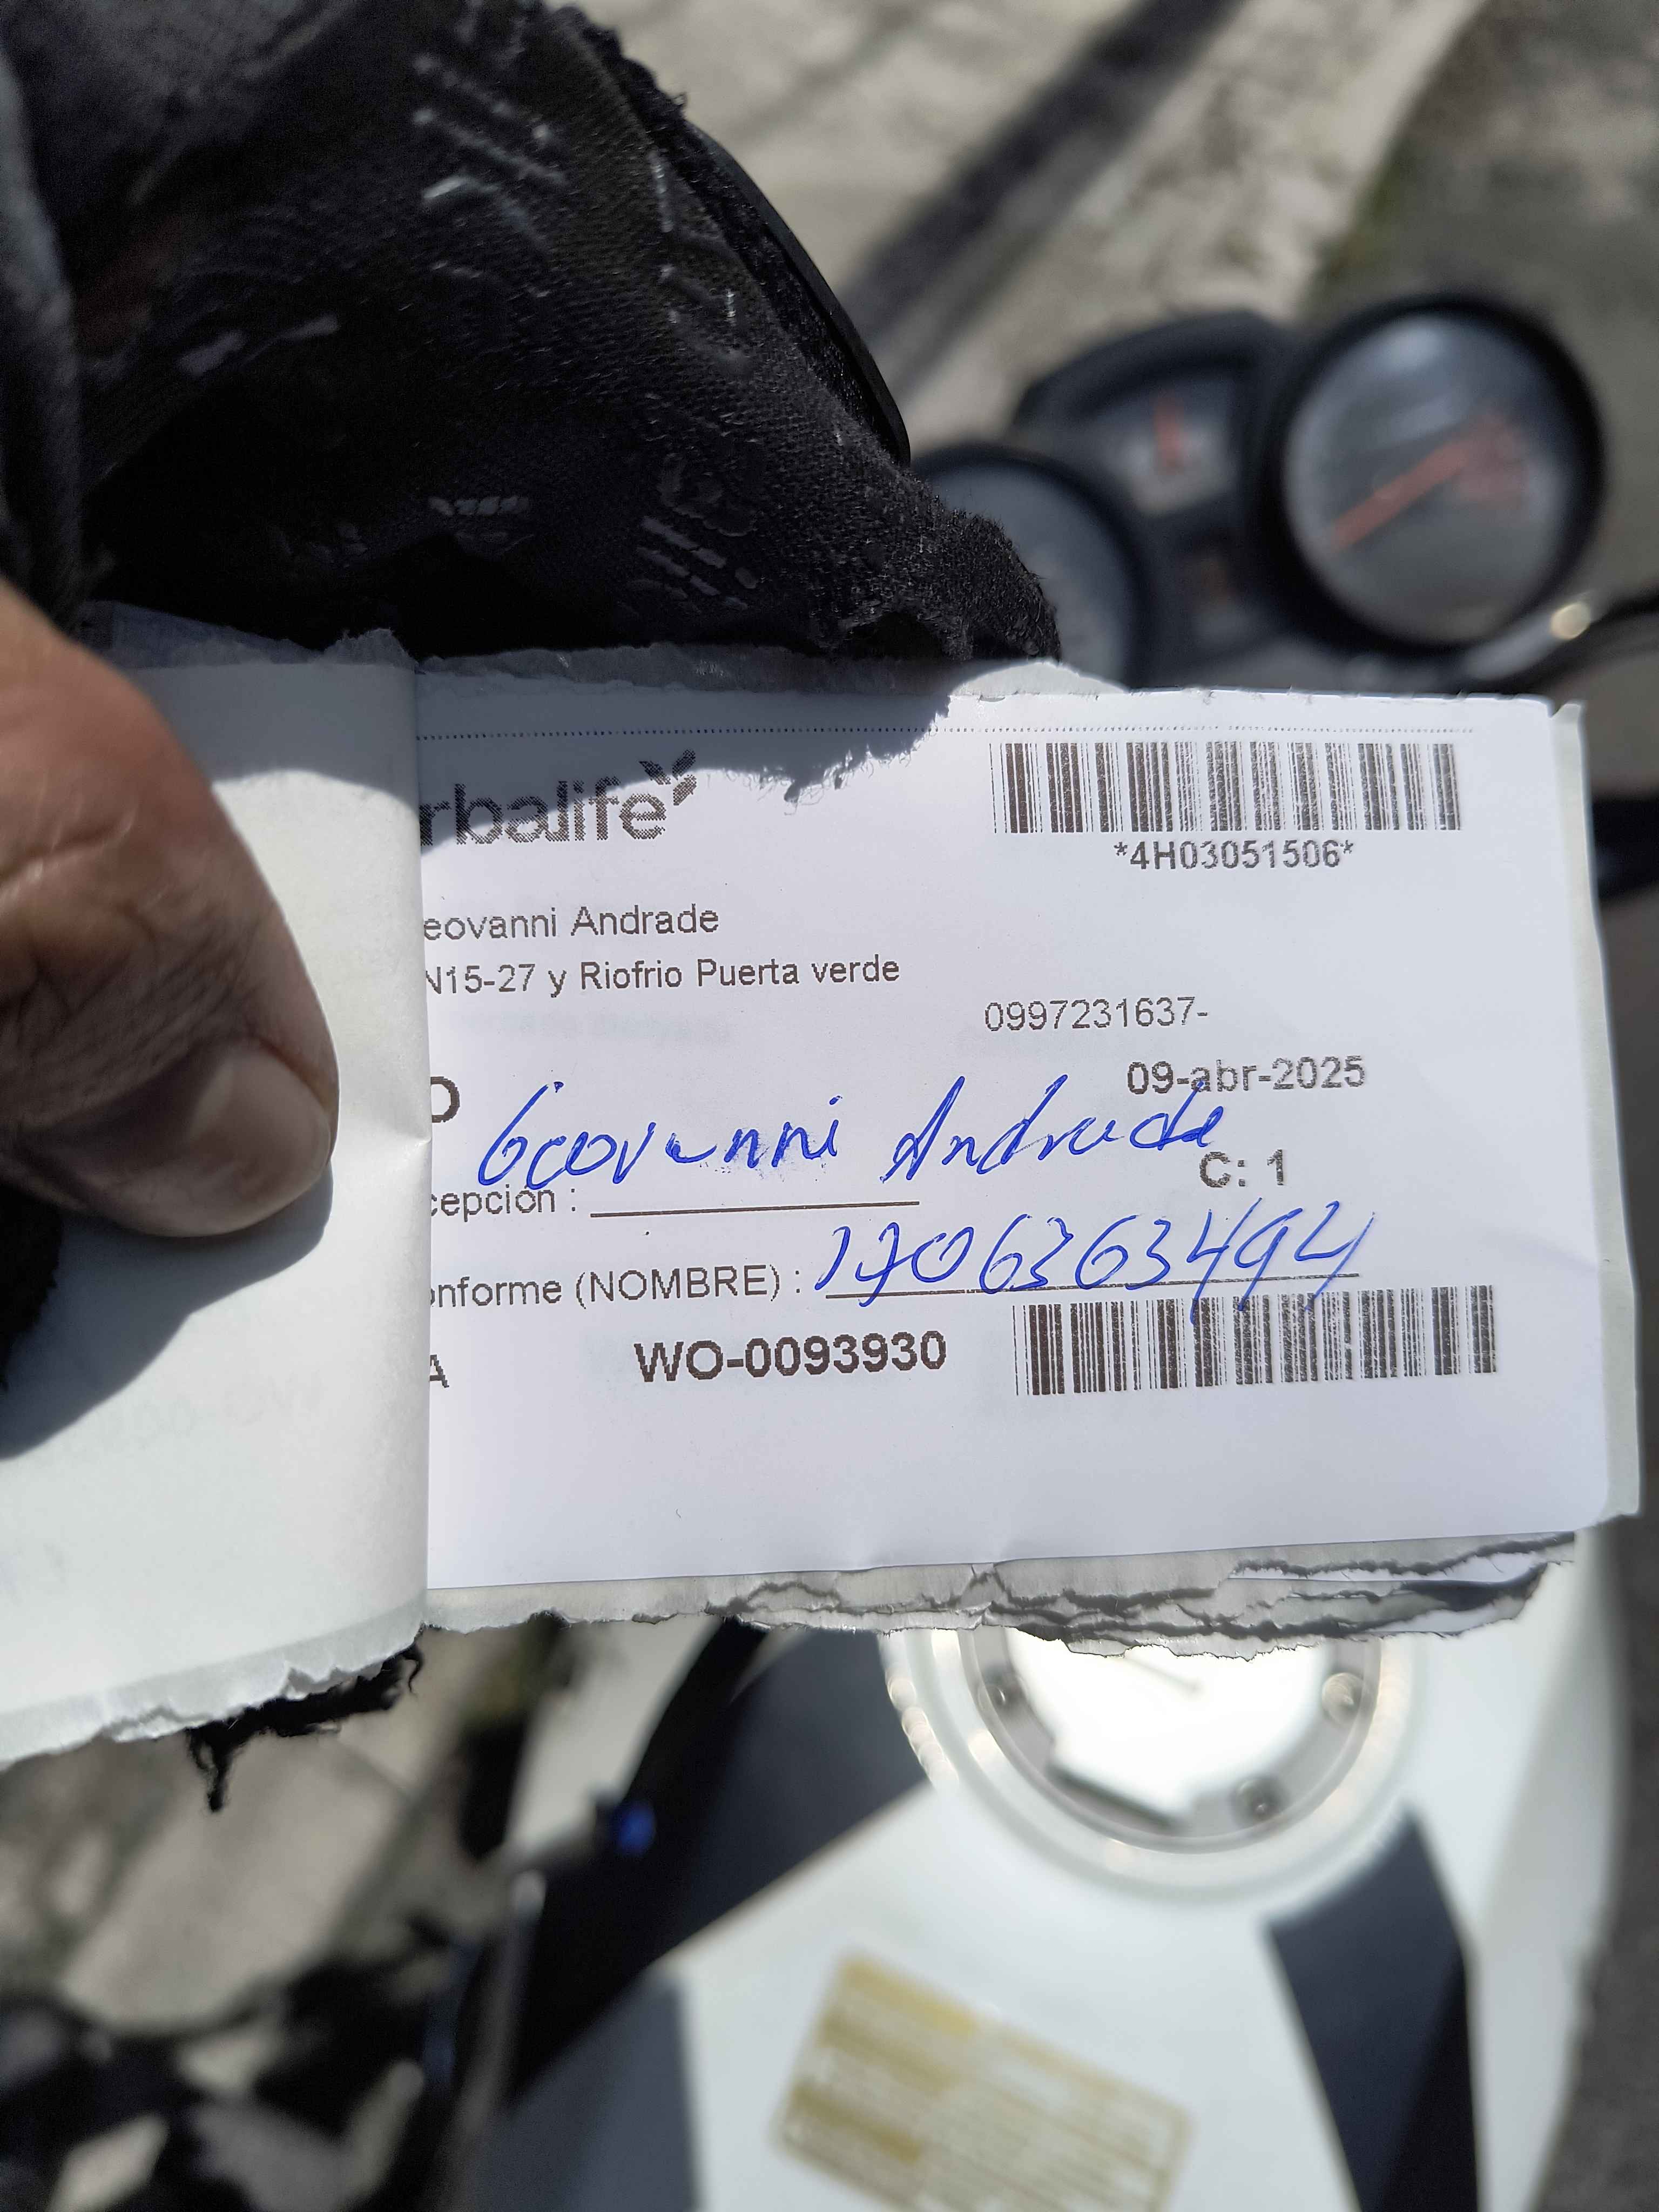 rbalife
*4H03051506*
eovanni Andrade
N15-27 y Riofrio Puerta verde
0997231637-
09-abr-2025
O
Geovanni Andrade
C: 1
cepción :
onforme (NOMBRE) : 1706363494
A WO-0093930